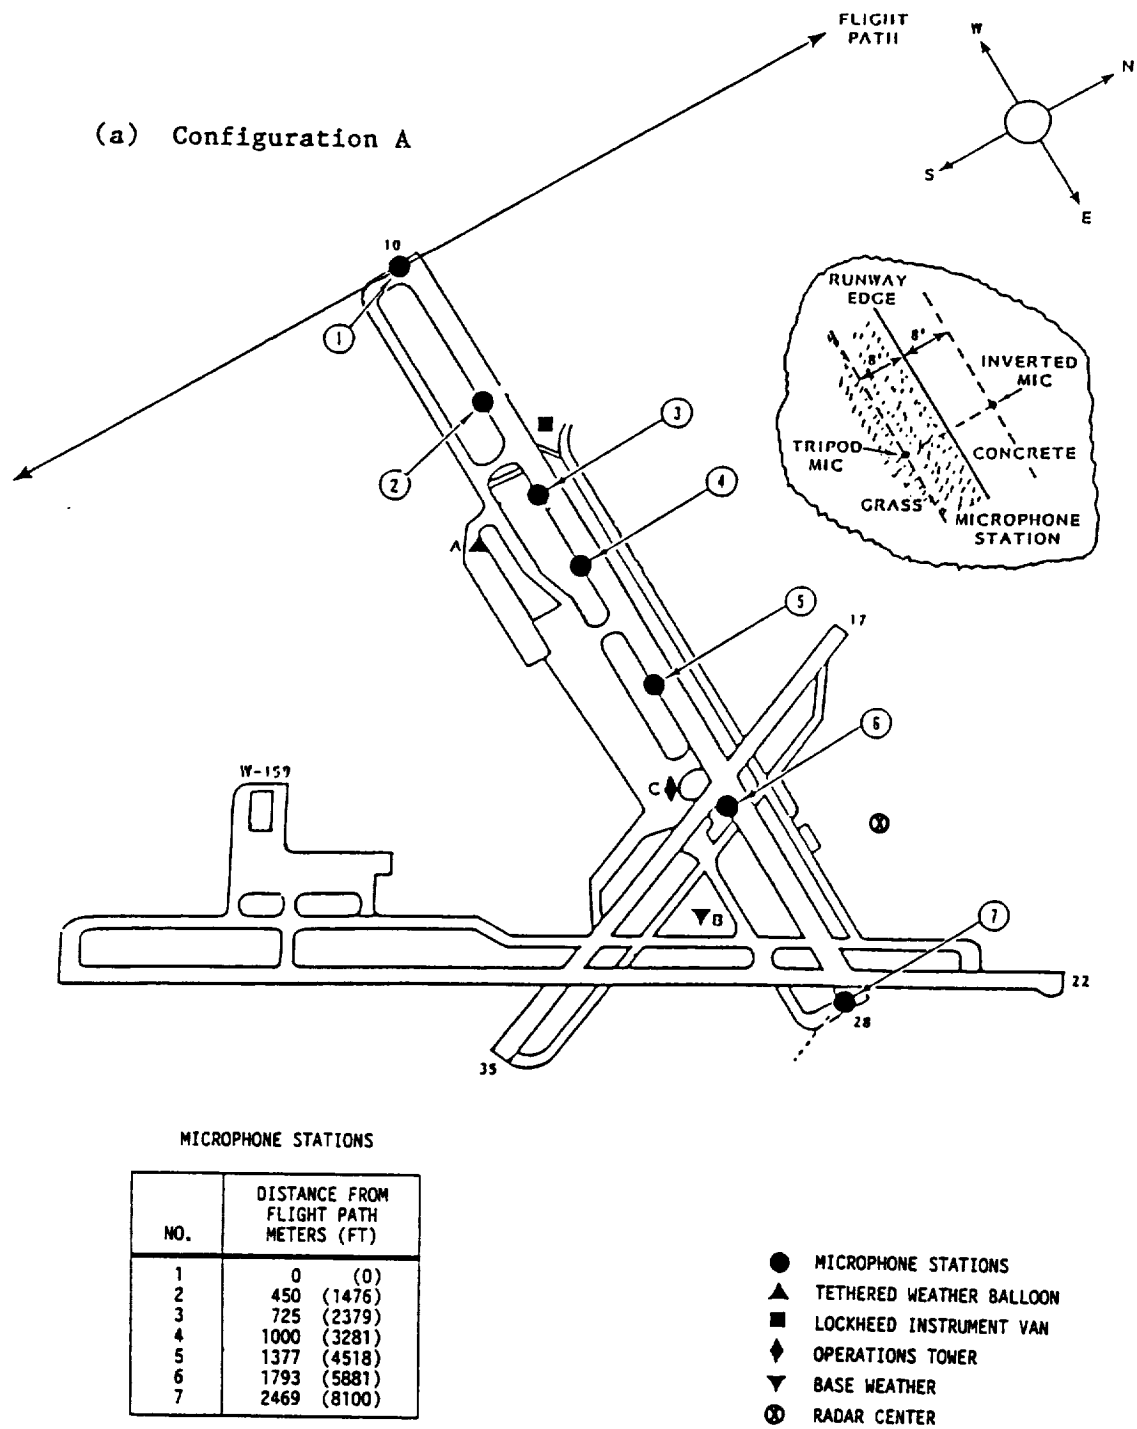 FLIGHT
PATH
W
N
S
E
(a) Configuration A
10
RUNWAY
EDGE
8'
8'
INVERTED
MIC
TRIPOD
MIC
CONCRETE
GRASS
MICROPHONE
STATION
1
2
3
4
A
5
17
6
C
W-159
B
7
22
28
35
MICROPHONE STATIONS
NO.
DISTANCE FROM
FLIGHT PATH
METERS (FT)
1 0 (0)
2 450 (1476)
3 725 (2379)
4 1000 (3281)
5 1377 (4518)
6 1793 (5881)
7 2469 (8100)
MICROPHONE STATIONS
TETHERED WEATHER BALLOON
LOCKHEED INSTRUMENT VAN
OPERATIONS TOWER
BASE WEATHER
RADAR CENTER